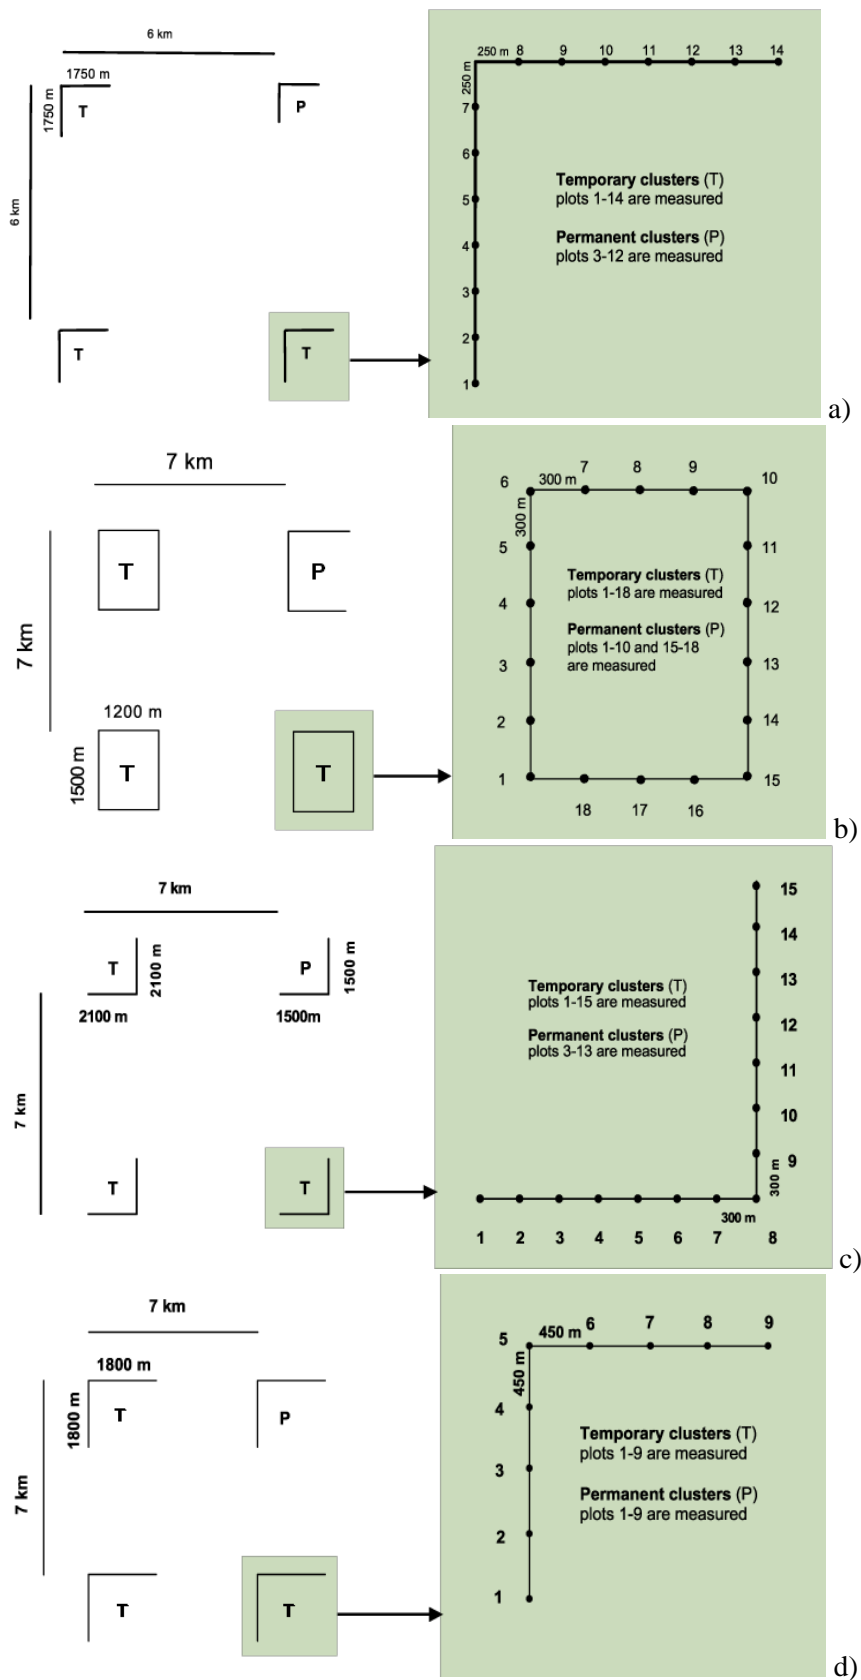 6 km
1750 m
T
P
1750 m
6 km
T
T
250 m 8 9 10 11 12 13 14
250 m
7
6
5
4
3
2
1
Temporary clusters (T)
plots 1-14 are measured
Permanent clusters (P)
plots 3-12 are measured
a)
7 km
T
P
7 km
1200 m
1500 m
T
T
6 300 m 7 8 9 10
300 m
5 11
4 12
3 13
2 14
1 15
18 17 16
Temporary clusters (T)
plots 1-18 are measured
Permanent clusters (P)
plots 1-10 and 15-18
are measured
b)
7 km
T
2100 m
P
1500 m
2100 m
1500m
7 km
T
T
15
14
13
12
11
10
9
300 m
300 m
1 2 3 4 5 6 7 8
Temporary clusters (T)
plots 1-15 are measured
Permanent clusters (P)
plots 3-13 are measured
c)
7 km
1800 m
1800 m
T
P
7 km
T
T
5 450 m 6 7 8 9
450 m
4
3
2
1
Temporary clusters (T)
plots 1-9 are measured
Permanent clusters (P)
plots 1-9 are measured
d)